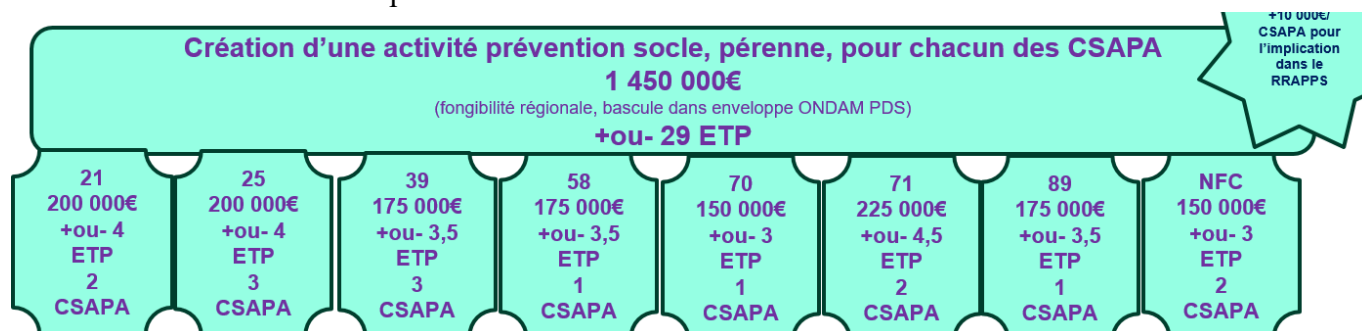 +10 000€/
CSAPA pour
l'implication
dans le
RRAPPS
Création d'une activité prévention socle, pérenne, pour chacun des CSAPA
1 450 000€
(fongibilité régionale, bascule dans enveloppe ONDAM PDS)
+ou- 29 ETP
21
200 000€
+ou- 4
ETP
2
CSAPA
25
200 000€
+ou- 4
ETP
3
CSAPA
39
175 000€
+ou- 3,5
ETP
3
CSAPA
58
175 000€
+ou- 3,5
ETP
1
CSAPA
70
150 000€
+ou- 3
ETP
1
CSAPA
71
225 000€
+ou- 4,5
ETP
2
CSAPA
89
175 000€
+ou- 3,5
ETP
1
CSAPA
NFC
150 000€
+ou- 3
ETP
2
CSAPA